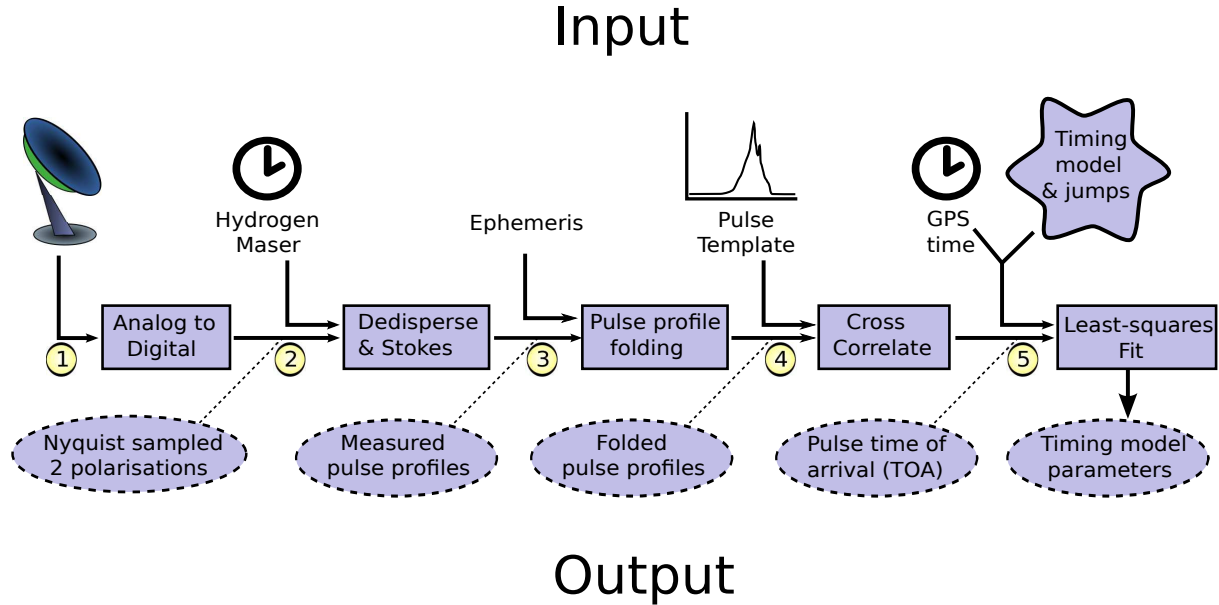 Input
Timing
model
& jumps
Hydrogen
Maser
Ephemeris
Pulse
Template
GPS
time
Analog to
Digital
Dedisperse
& Stokes
Pulse profile
folding
Cross
Correlate
Least-squares
Fit
1
2
3
4
5
Nyquist sampled
2 polarisations
Measured
pulse profiles
Folded
pulse profiles
Pulse time of
arrival (TOA)
Timing model
parameters
Output